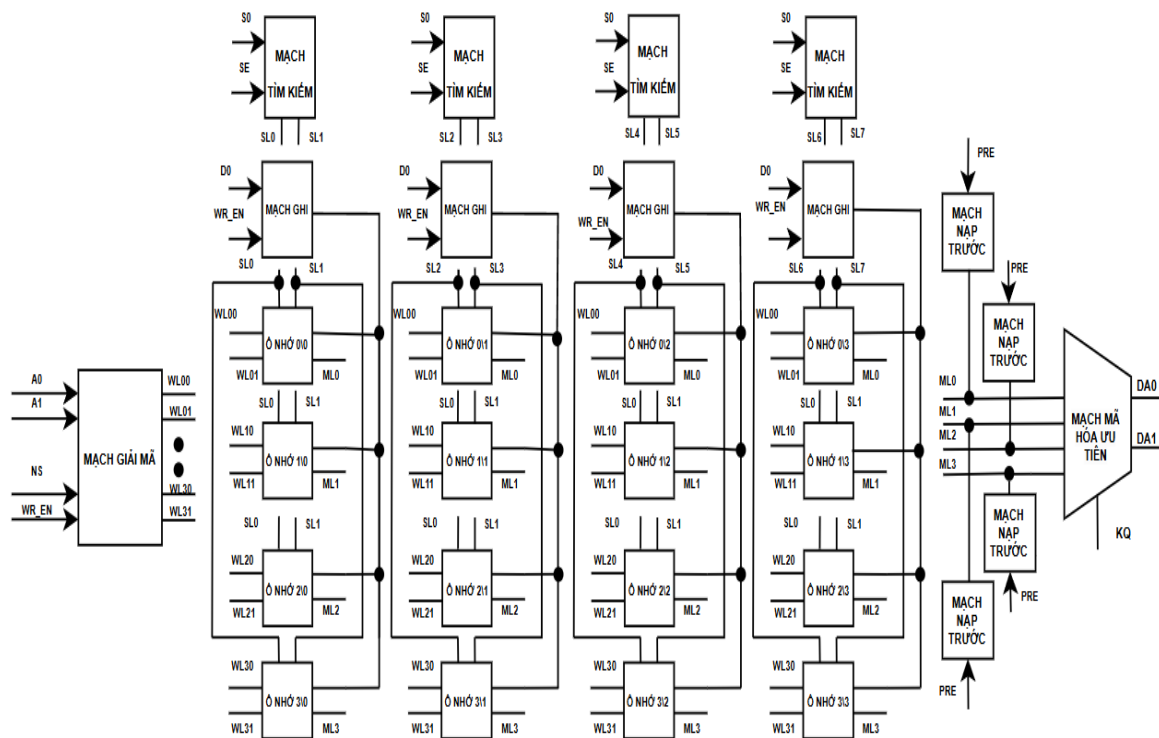 S0
SE
MẠCH
TÌM KIẾM
SL0 SL1
S0
SE
MẠCH
TÌM KIẾM
SL2 SL3
S0
SE
MẠCH
TÌM KIẾM
SL4 SL5
S0
SE
MẠCH
TÌM KIẾM
SL6 SL7
D0
WR_EN
MẠCH GHI
SL0 SL1
D0
WR_EN
MẠCH GHI
SL2 SL3
D0
WR_EN
MẠCH GHI
SL4 SL5
D0
WR_EN
MẠCH GHI
SL6 SL7
WL00
Ô NHỚ 0\0
WL01 ML0
WL00
Ô NHỚ 0\1
WL01 ML0
WL00
Ô NHỚ 0\2
WL01 ML0
WL00
Ô NHỚ 0\3
WL01 ML0
SL0 SL1
WL10
Ô NHỚ 1\0
WL11 ML1
SL0 SL1
WL10
Ô NHỚ 1\1
WL11 ML1
SL0 SL1
WL10
Ô NHỚ 1\2
WL11 ML1
SL0 SL1
WL10
Ô NHỚ 1\3
WL11 ML1
SL0 SL1
WL20
Ô NHỚ 2\0
WL21 ML2
SL0 SL1
WL20
Ô NHỚ 2\1
WL21 ML2
SL0 SL1
WL20
Ô NHỚ 2\2
WL21 ML2
SL0 SL1
WL20
Ô NHỚ 2\3
WL21 ML2
WL30
Ô NHỚ 3\0
WL31 ML3
WL30
Ô NHỚ 3\1
WL31 ML3
WL30
Ô NHỚ 3\2
WL31 ML3
WL30
Ô NHỚ 3\3
WL31 ML3
A0
A1
NS
WR_EN
MẠCH GIẢI MÃ
WL00
WL01
WL30
WL31
PRE
MẠCH
NẠP
TRƯỚC
PRE
MẠCH
NẠP
TRƯỚC
ML0
ML1
ML2
ML3
MẠCH MÃ
HÓA ƯU
TIÊN
DA0
DA1
KQ
MẠCH
NẠP
TRƯỚC
PRE
MẠCH
NẠP
TRƯỚC
PRE